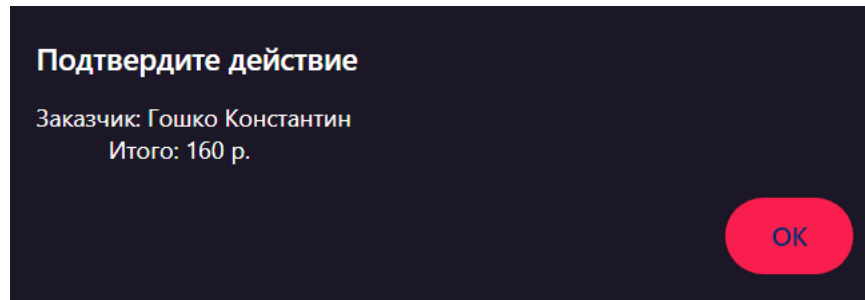 Подтвердите действие
Заказчик: Гошко Константин
Итого: 160 р.
OK